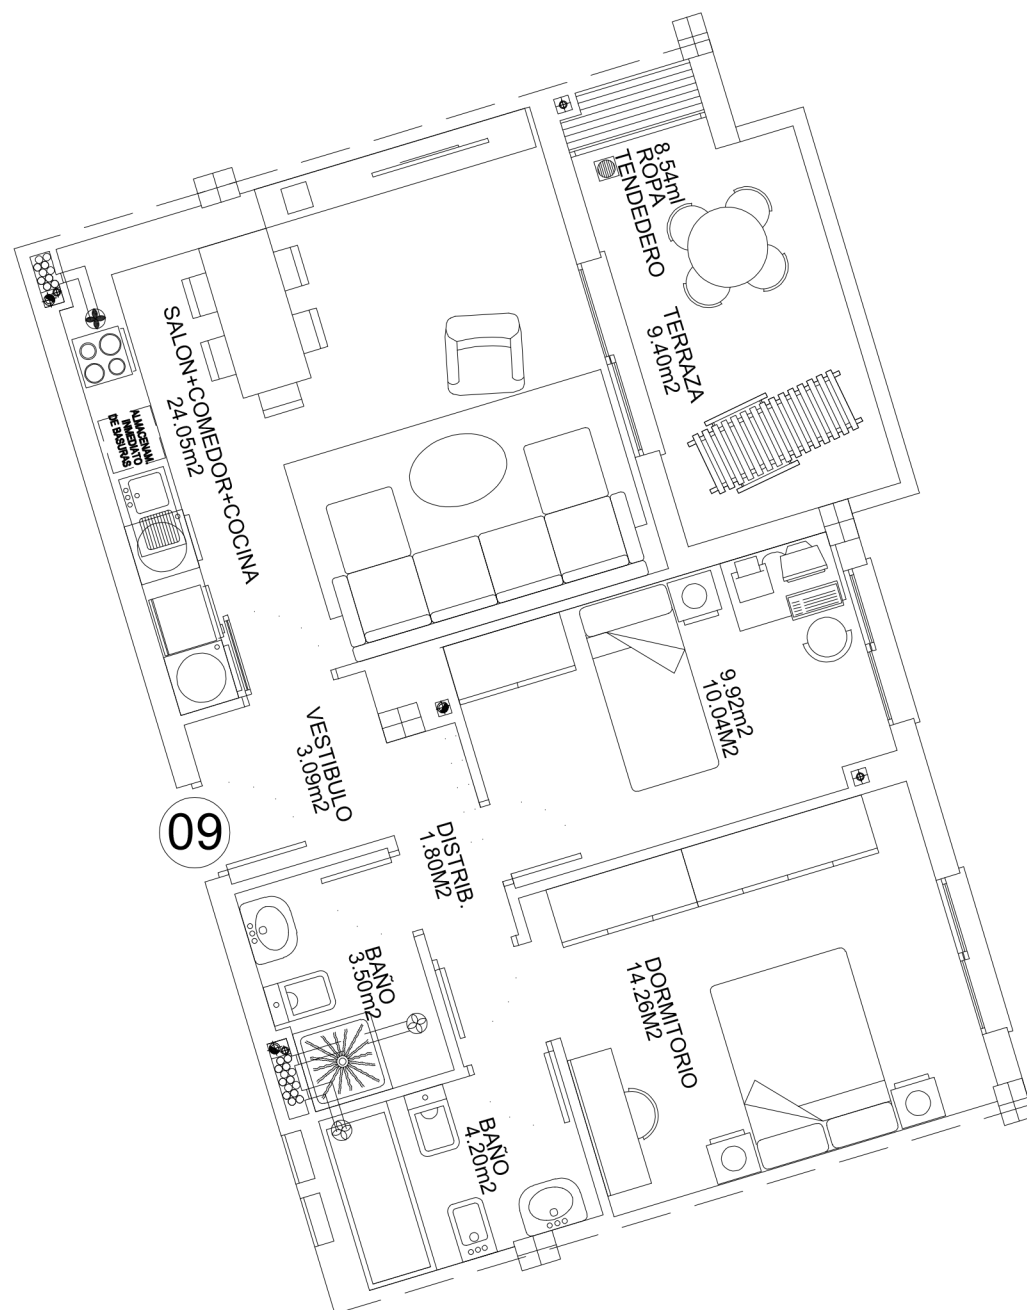 8.54ml
ROPA
TENDEDERO
TERRAZA
9.40m2
SALON+COMEDOR+COCINA
24.05m2
ALMACENAM.
INMEDIATO
DE BASURAS
9.92m2
10.04M2
VESTIBULO
3.09m2
09
DISTRIB.
1.80M2
BAÑO
3.50m2
DORMITORIO
14.26M2
BAÑO
4.20m2